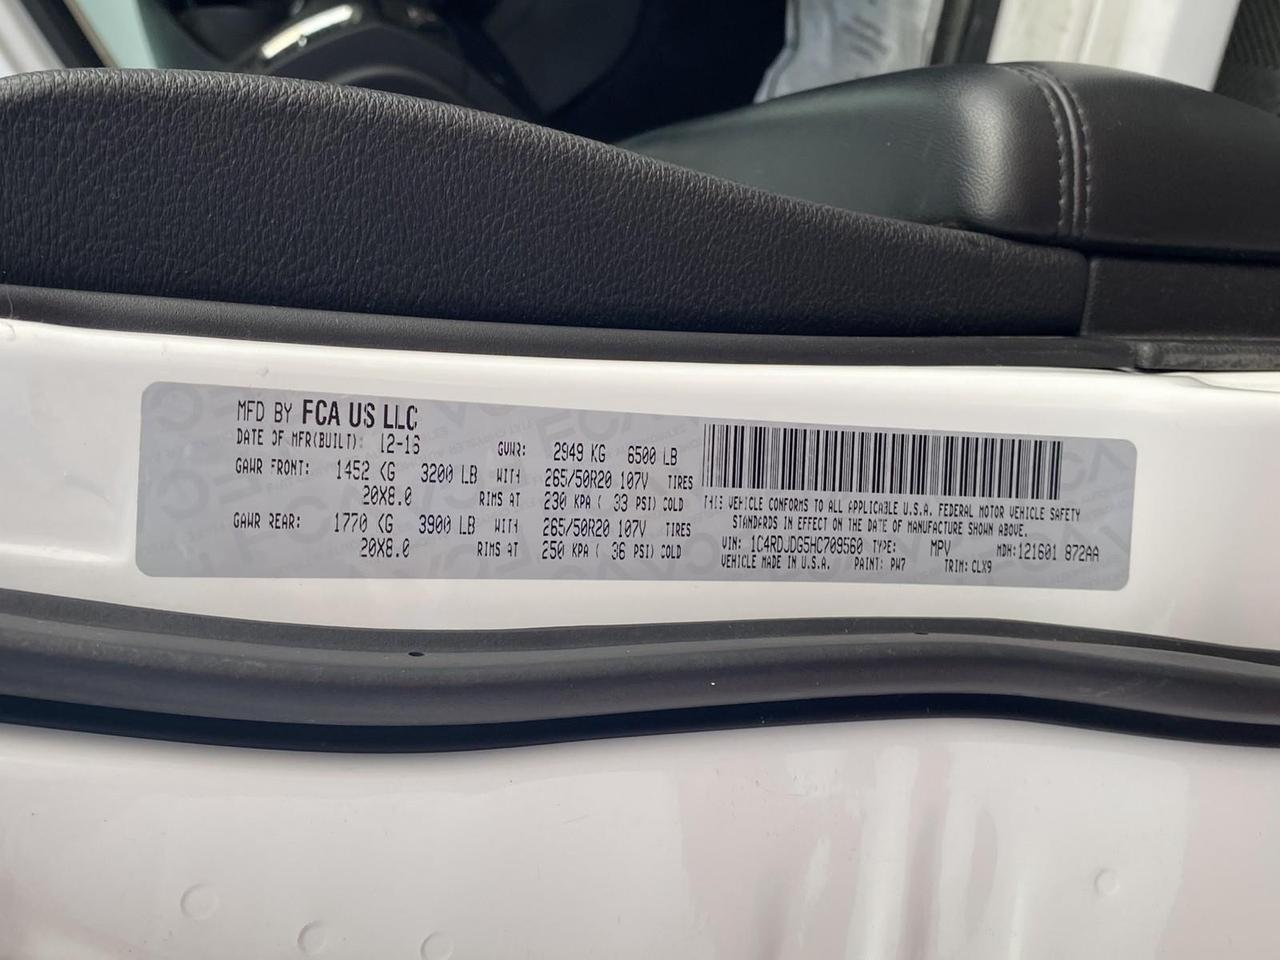 MFD BY FCA US LLC
DATE OF MFR(BUILT): 12-16 GVWR: 2949 KG 6500 LB
GAWR FRONT: 1452 KG 3200 LB WITH 265/50R20 107V TIRES
20X8.0 RIMS AT 230 KPA ( 33 PSI) COLD
GAWR REAR: 1770 KG 3900 LB WITH 265/50R20 107V TIRES
20X8.0 RIMS AT 250 KPA ( 36 PSI) COLD
THIS VEHICLE CONFORMS TO ALL APPLICABLE U.S.A. FEDERAL MOTOR VEHICLE SAFETY
STANDARDS IN EFFECT ON THE DATE OF MANUFACTURE SHOWN ABOVE.
VIN: 1C4RDJDG5HC709560 TYPE: MPV MDH:121601 872AA
VEHICLE MADE IN U.S.A. PAINT: PW7 TRIM: CLX9